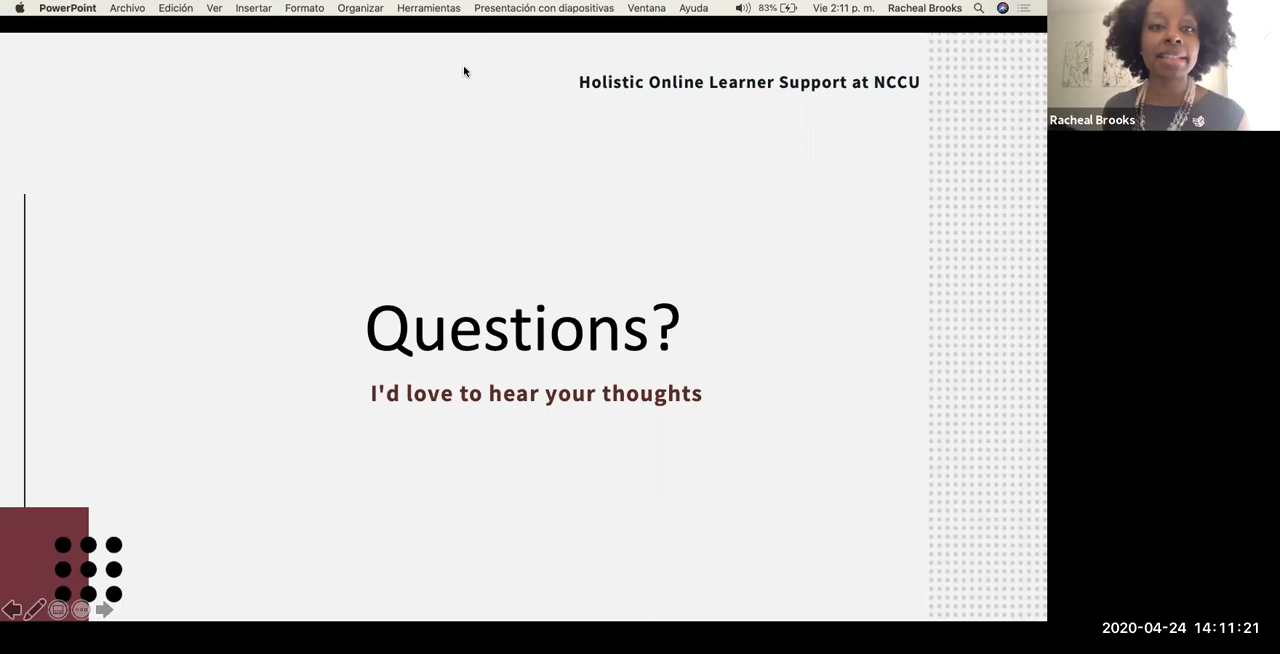 PowerPoint Archivo Edición Ver Insertar Formato Organizar Herramientas Presentación con diapositivas Ventana Ayuda 83% Vie 2:11 p. m. Racheal Brooks
Holistic Online Learner Support at NCCU
Racheal Brooks
Questions?
I'd love to hear your thoughts
2020-04-24 14:11:21